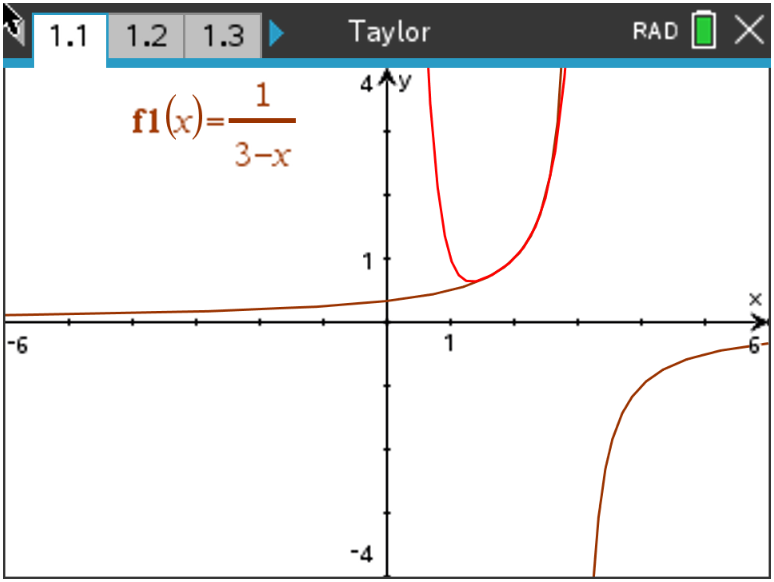 1.1 1.2 1.3 Taylor RAD
4 y
f1(x)=1/(3-x)
1
x
-6 1 6
-4